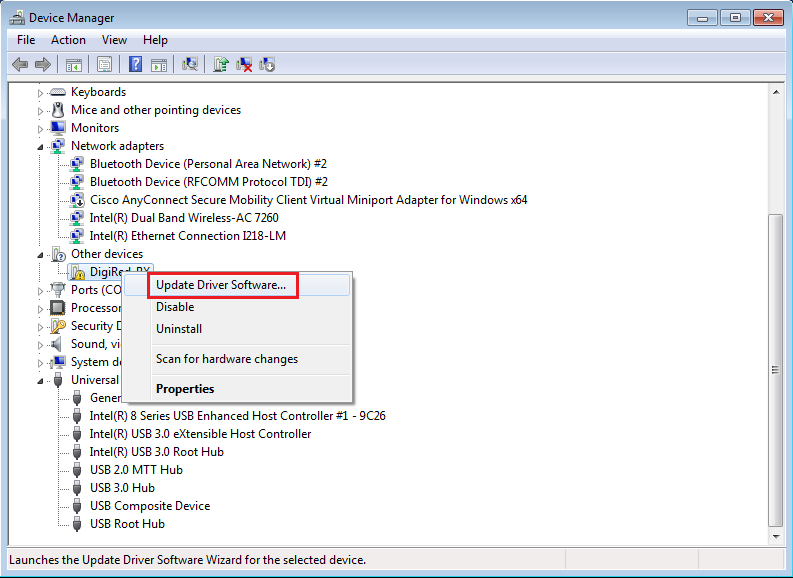 Device Manager
File Action View Help
Keyboards
Mice and other pointing devices
Monitors
Network adapters
Bluetooth Device (Personal Area Network) #2
Bluetooth Device (RFCOMM Protocol TDI) #2
Cisco AnyConnect Secure Mobility Client Virtual Miniport Adapter for Windows x64
Intel(R) Dual Band Wireless-AC 7260
Intel(R) Ethernet Connection I218-LM
Other devices
Update Driver Software...
Ports (CO
Disable
Processor
Security D
Uninstall
Sound, vi
Scan for hardware changes
System de
Universal
Properties
Gener
Intel(R) 8 Series USB Enhanced Host Controller #1 - 9C26
Intel(R) USB 3.0 eXtensible Host Controller
Intel(R) USB 3.0 Root Hub
USB 2.0 MTT Hub
USB 3.0 Hub
USB Composite Device
USB Root Hub
Launches the Update Driver Software Wizard for the selected device.